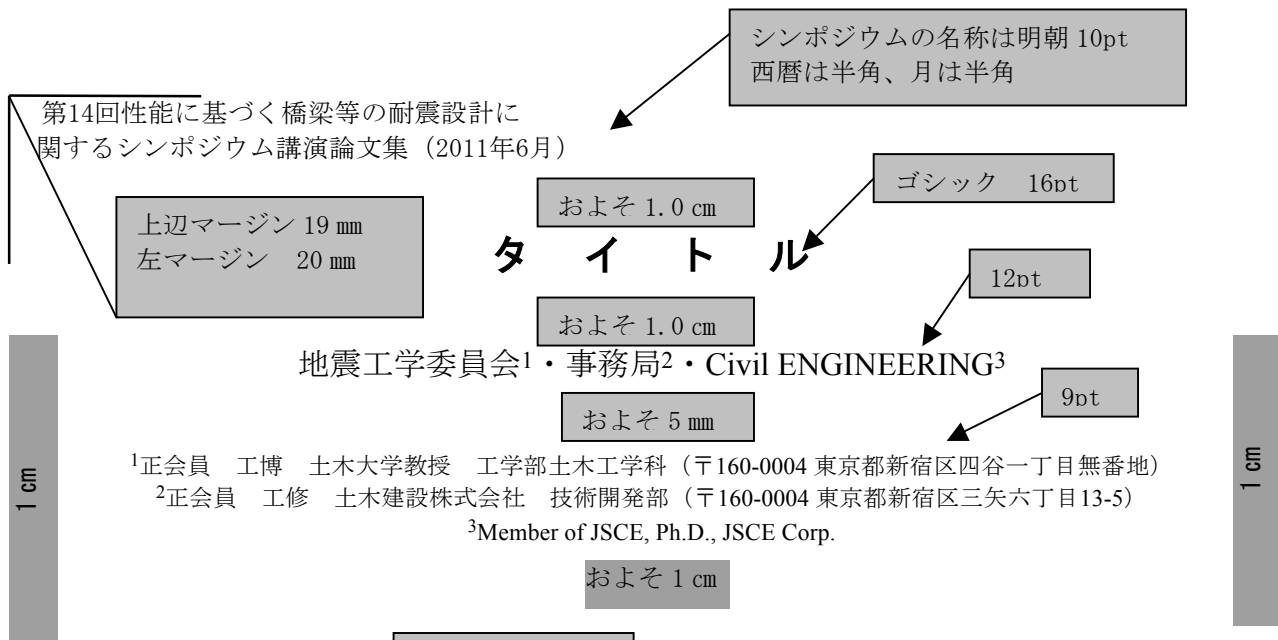 シンポジウムの名称は明朝 10pt
西暦は半角、月は半角
第14回性能に基づく橋梁等の耐震設計に
関するシンポジウム講演論文集（2011年6月）
ゴシック　16pt
およそ 1.0 ㎝
上辺マージン 19 ㎜
左マージン　20 ㎜
タ　イ　ト　ル
12pt
およそ 1.0 ㎝
地震工学委員会1・事務局2・Civil ENGINEERING3
9pt
およそ 5 ㎜
1正会員　工博　土木大学教授　工学部土木工学科（〒160-0004 東京都新宿区四谷一丁目無番地）
2正会員　工修　土木建設株式会社　技術開発部（〒160-0004 東京都新宿区三矢六丁目13-5）
3Member of JSCE, Ph.D., JSCE Corp.
1 ㎝
1 ㎝
およそ 1 ㎝